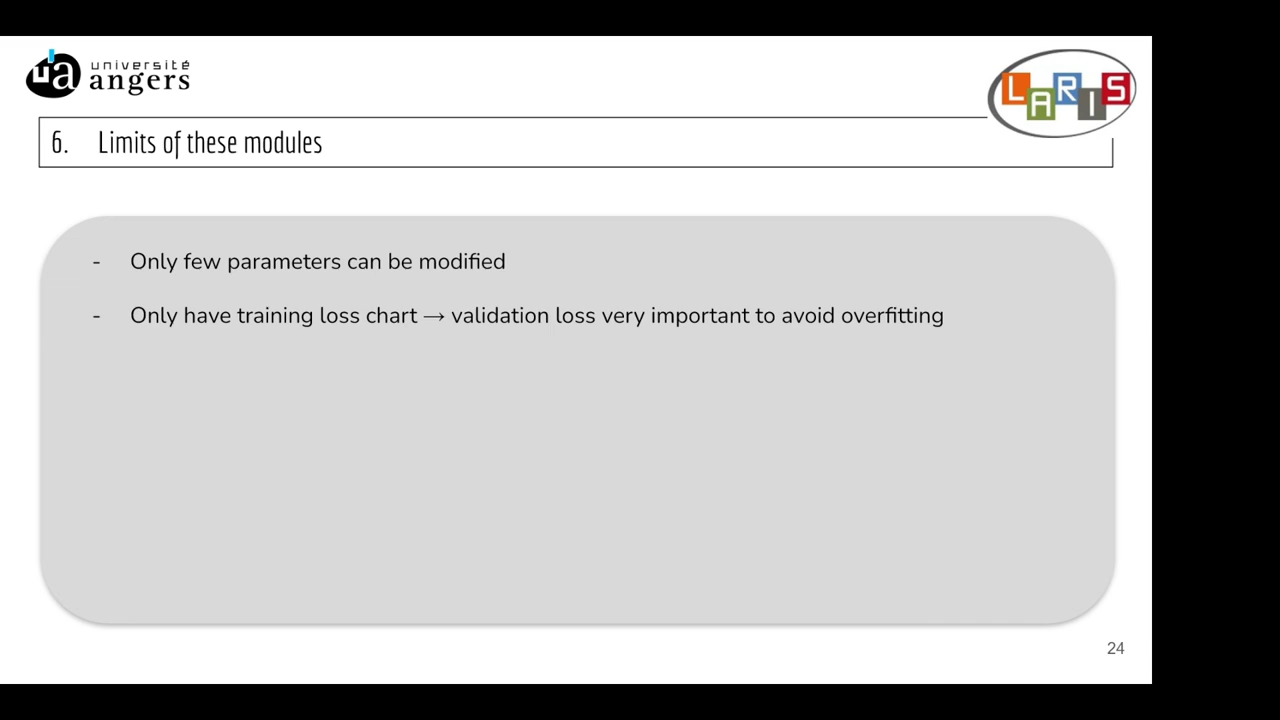 université
angers
LARIS
6. Limits of these modules
- Only few parameters can be modified
- Only have training loss chart → validation loss very important to avoid overfitting
24